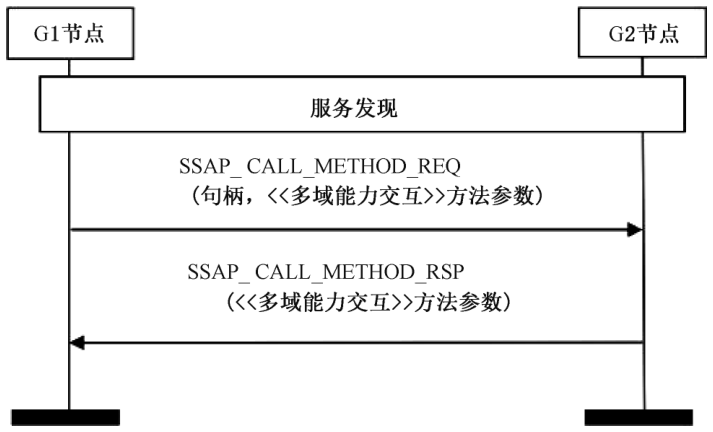 G1节点
G2节点
服务发现
SSAP_ CALL_METHOD_REQ
(句柄，<<多域能力交互>>方法参数)
SSAP_ CALL_METHOD_RSP
(<<多域能力交互>>方法参数)